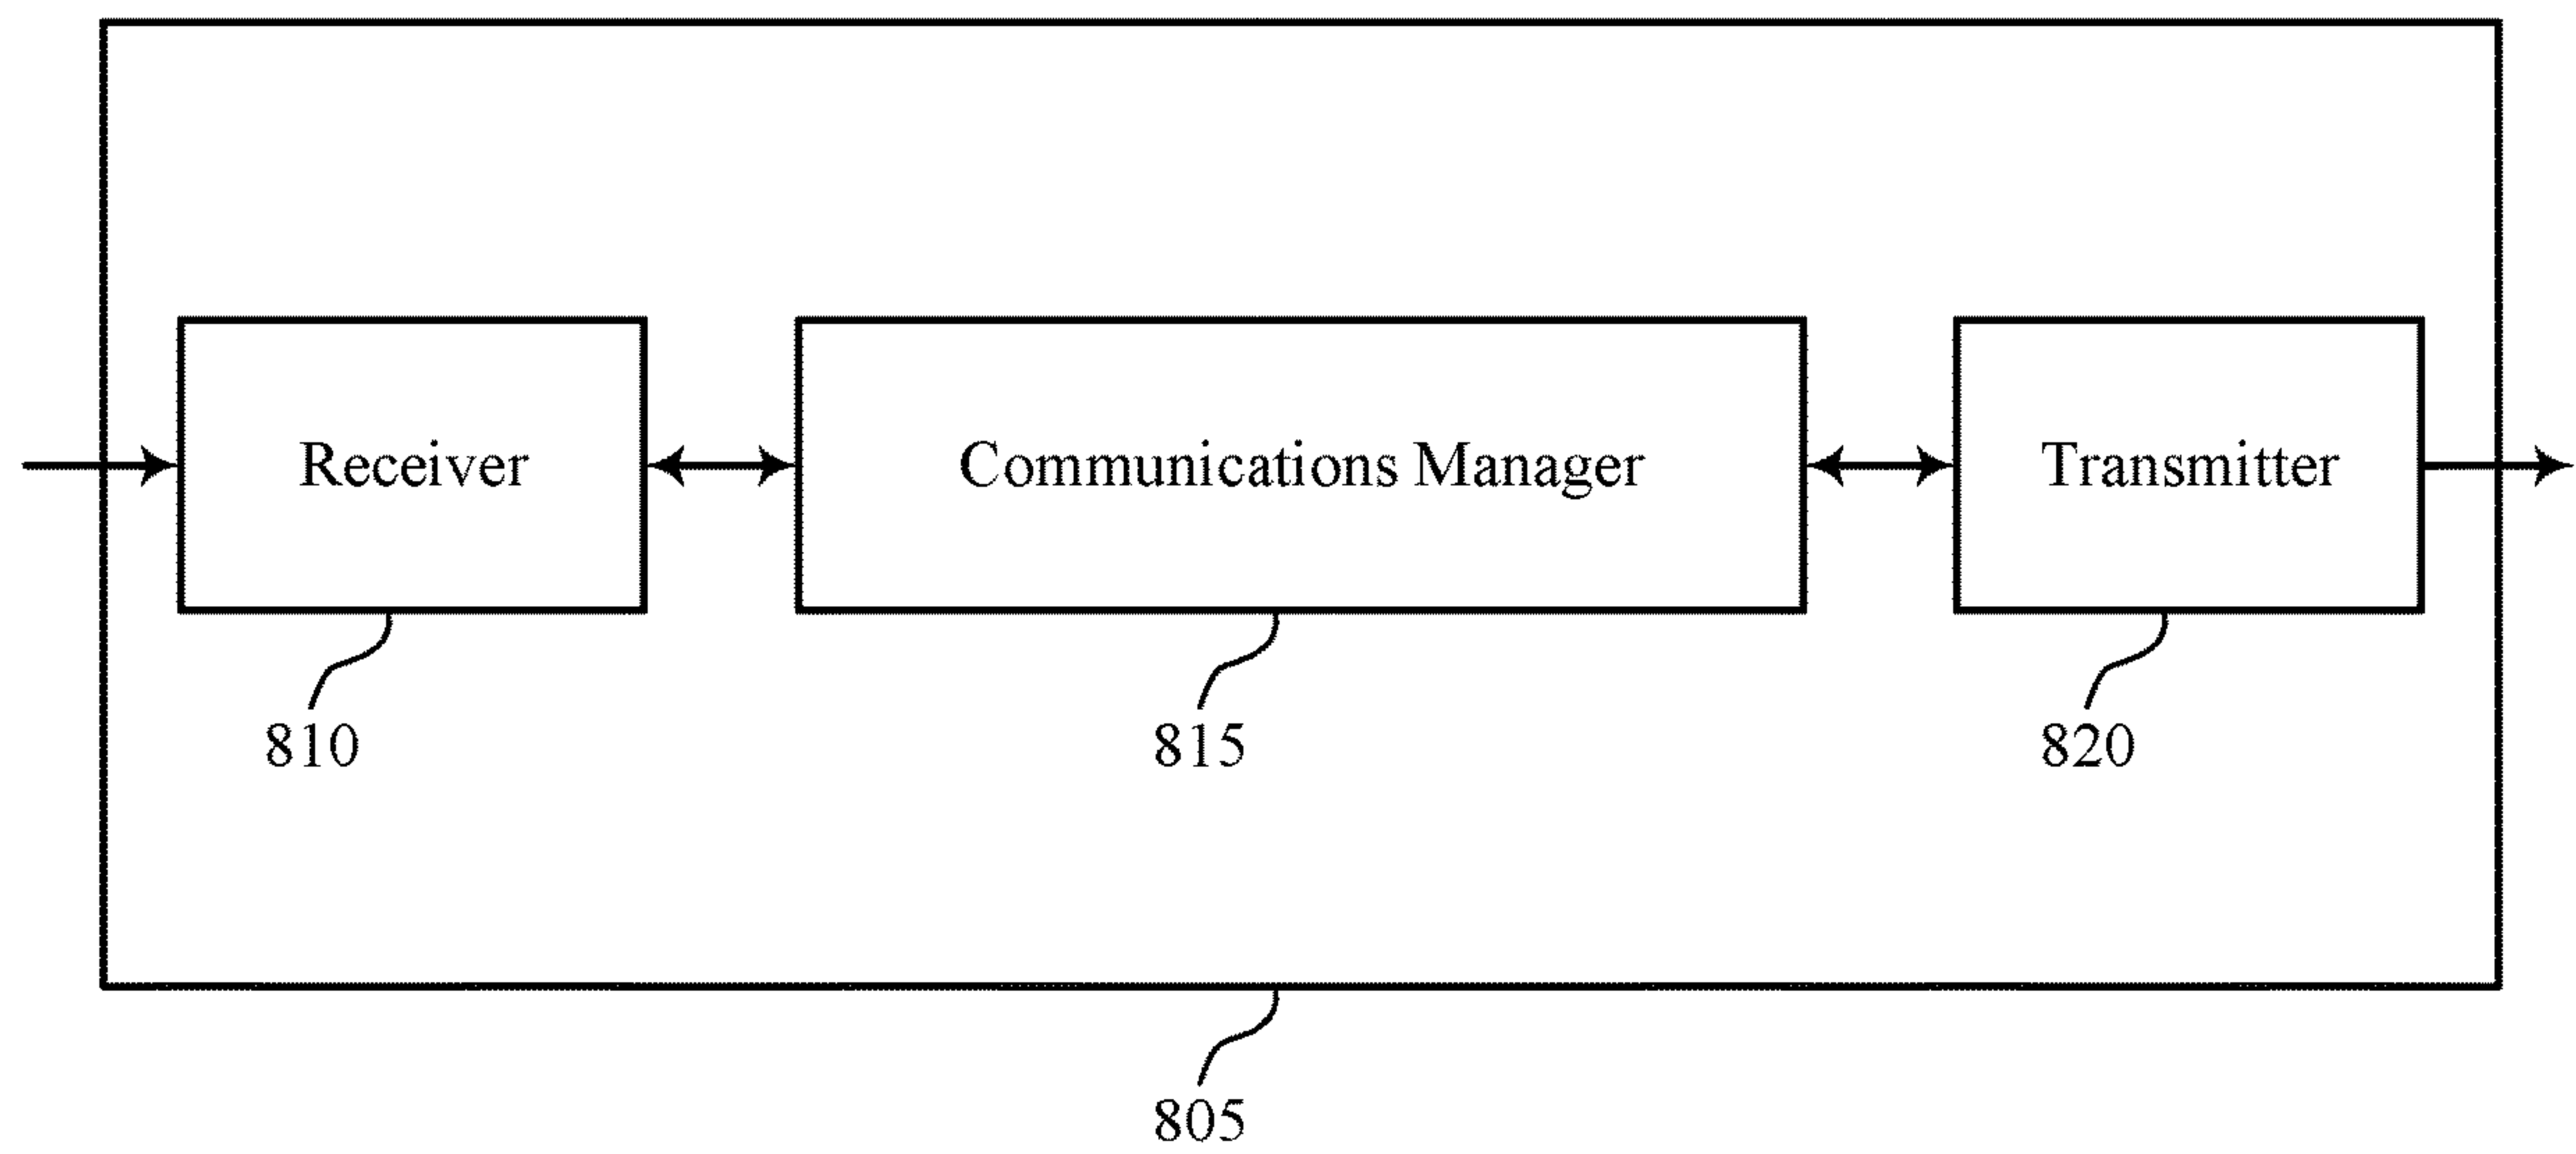 Receiver
Communications Manager
Transmitter
810
815
820
805